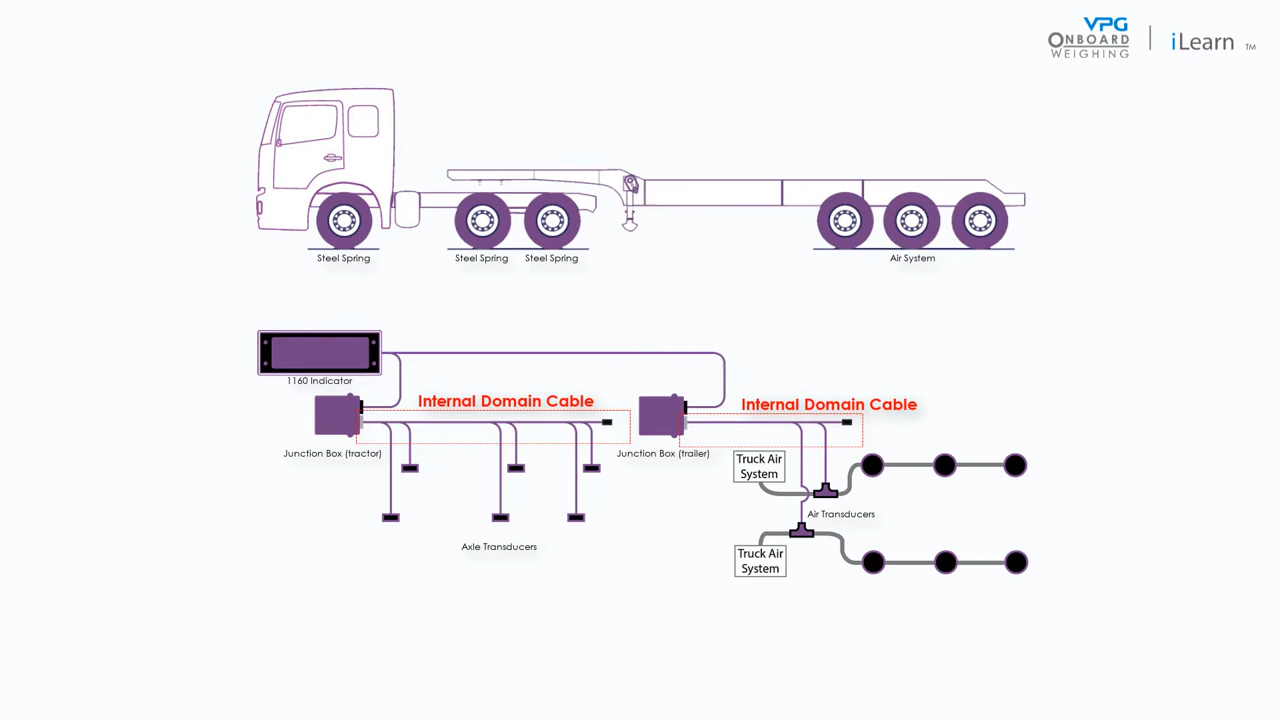 VPG
ONBOARD
WEIGHING
iLearn TM
Steel Spring
Steel Spring
Steel Spring
Air System
1160 Indicator
Internal Domain Cable
Internal Domain Cable
Junction Box (tractor)
Junction Box (trailer)
Truck Air
System
Air Transducers
Axle Transducers
Truck Air
System